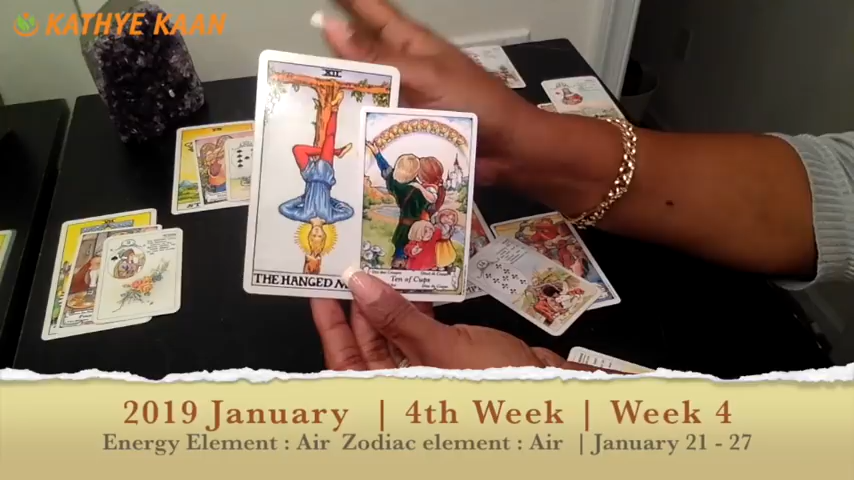 KATHYE KAAN
XII
THE HANGED M
Ten of Cups
2019 January | 4th Week | Week 4
Energy Element : Air Zodiac element : Air | January 21 - 27